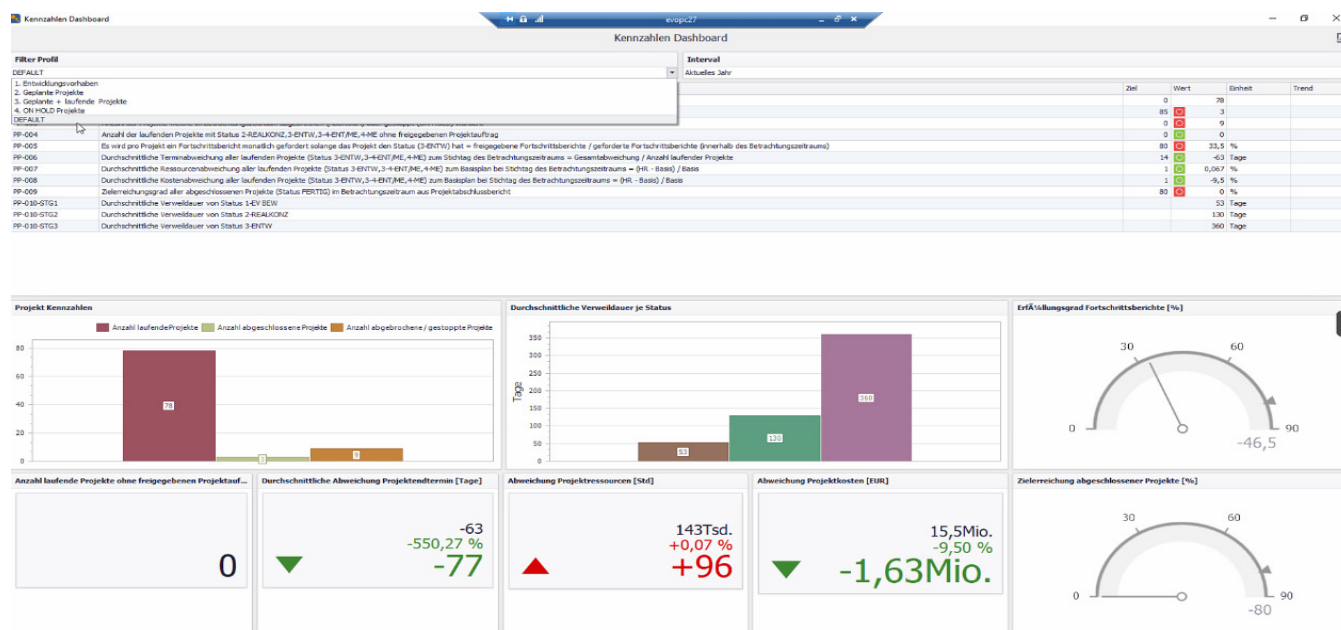 Kennzahlen Dashboard
evopc27
Kennzahlen Dashboard
Filter Profil
Interval
DEFAULT
Aktuelles Jahr
1. Entwicklungsvorhaben
2. Geplante Projekte
3. Geplante + laufende Projekte
4. ON HOLD Projekte
DEFAULT
Ziel Wert Einheit Trend
0 78
85 3
0 9
PP-004 Anzahl der laufenden Projekte mit Status 2-REALKONZ,3-ENTW,3-4-ENT/ME,4-ME ohne freigegebenen Projektauftrag 0 0
PP-005 Es wird pro Projekt ein Fortschrittsbericht monatlich gefordert solange das Projekt den Status (3-ENTW) hat = freigegebene Fortschrittsberichte / geforderte Fortschrittsberichte (innerhalb des Betrachtungszeitraums) 80 33,5 %
PP-006 Durchschnittliche Terminabweichung aller laufenden Projekte (Status 3-ENTW,3-4-ENT/ME,4-ME) zum Stichtag des Betrachtungszeitraums = Gesamtabweichung / Anzahl laufender Projekte 14 -63 Tage
PP-007 Durchschnittliche Ressourcenabweichung aller laufenden Projekte (Status 3-ENTW,3-4-ENT/ME,4-ME) zum Basisplan bei Stichtag des Betrachtungszeitraums = (HR - Basis) / Basis 1 0,067 %
PP-008 Durchschnittliche Kostenabweichung aller laufenden Projekte (Status 3-ENTW,3-4-ENT/ME,4-ME) zum Basisplan bei Stichtag des Betrachtungszeitraums = (HR - Basis) / Basis 1 -9,5 %
PP-009 Zielerreichungsgrad aller abgeschlossenen Projekte (Status FERTIG) im Betrachtungszeitraum aus Projektabschlussbericht 80 0 %
PP-010-STG1 Durchschnittliche Verweildauer von Status 1-EV BEW 53 Tage
PP-010-STG2 Durchschnittliche Verweildauer von Status 2-REALKONZ 130 Tage
PP-010-STG3 Durchschnittliche Verweildauer von Status 3-ENTW 360 Tage
Projekt Kennzahlen
Anzahl laufende Projekte Anzahl abgeschlossene Projekte Anzahl abgebrochene / gestoppte Projekte
80
60
40
20
0
78
3
9
Durchschnittliche Verweildauer je Status
Tage
350
300
250
200
150
100
50
0
53
130
360
ErfÃ¼llungsgrad Fortschrittsberichte [%]
0
30
60
90
-46,5
Anzahl laufende Projekte ohne freigegebenen Projektauf...
0
Durchschnittliche Abweichung Projektendtermin [Tage]
-63
-550,27 %
-77
Abweichung Projektressourcen [Std]
143Tsd.
+0,07 %
+96
Abweichung Projektkosten [EUR]
15,5Mio.
-9,50 %
-1,63Mio.
Zielerreichung abgeschlossener Projekte [%]
0
30
60
90
-80